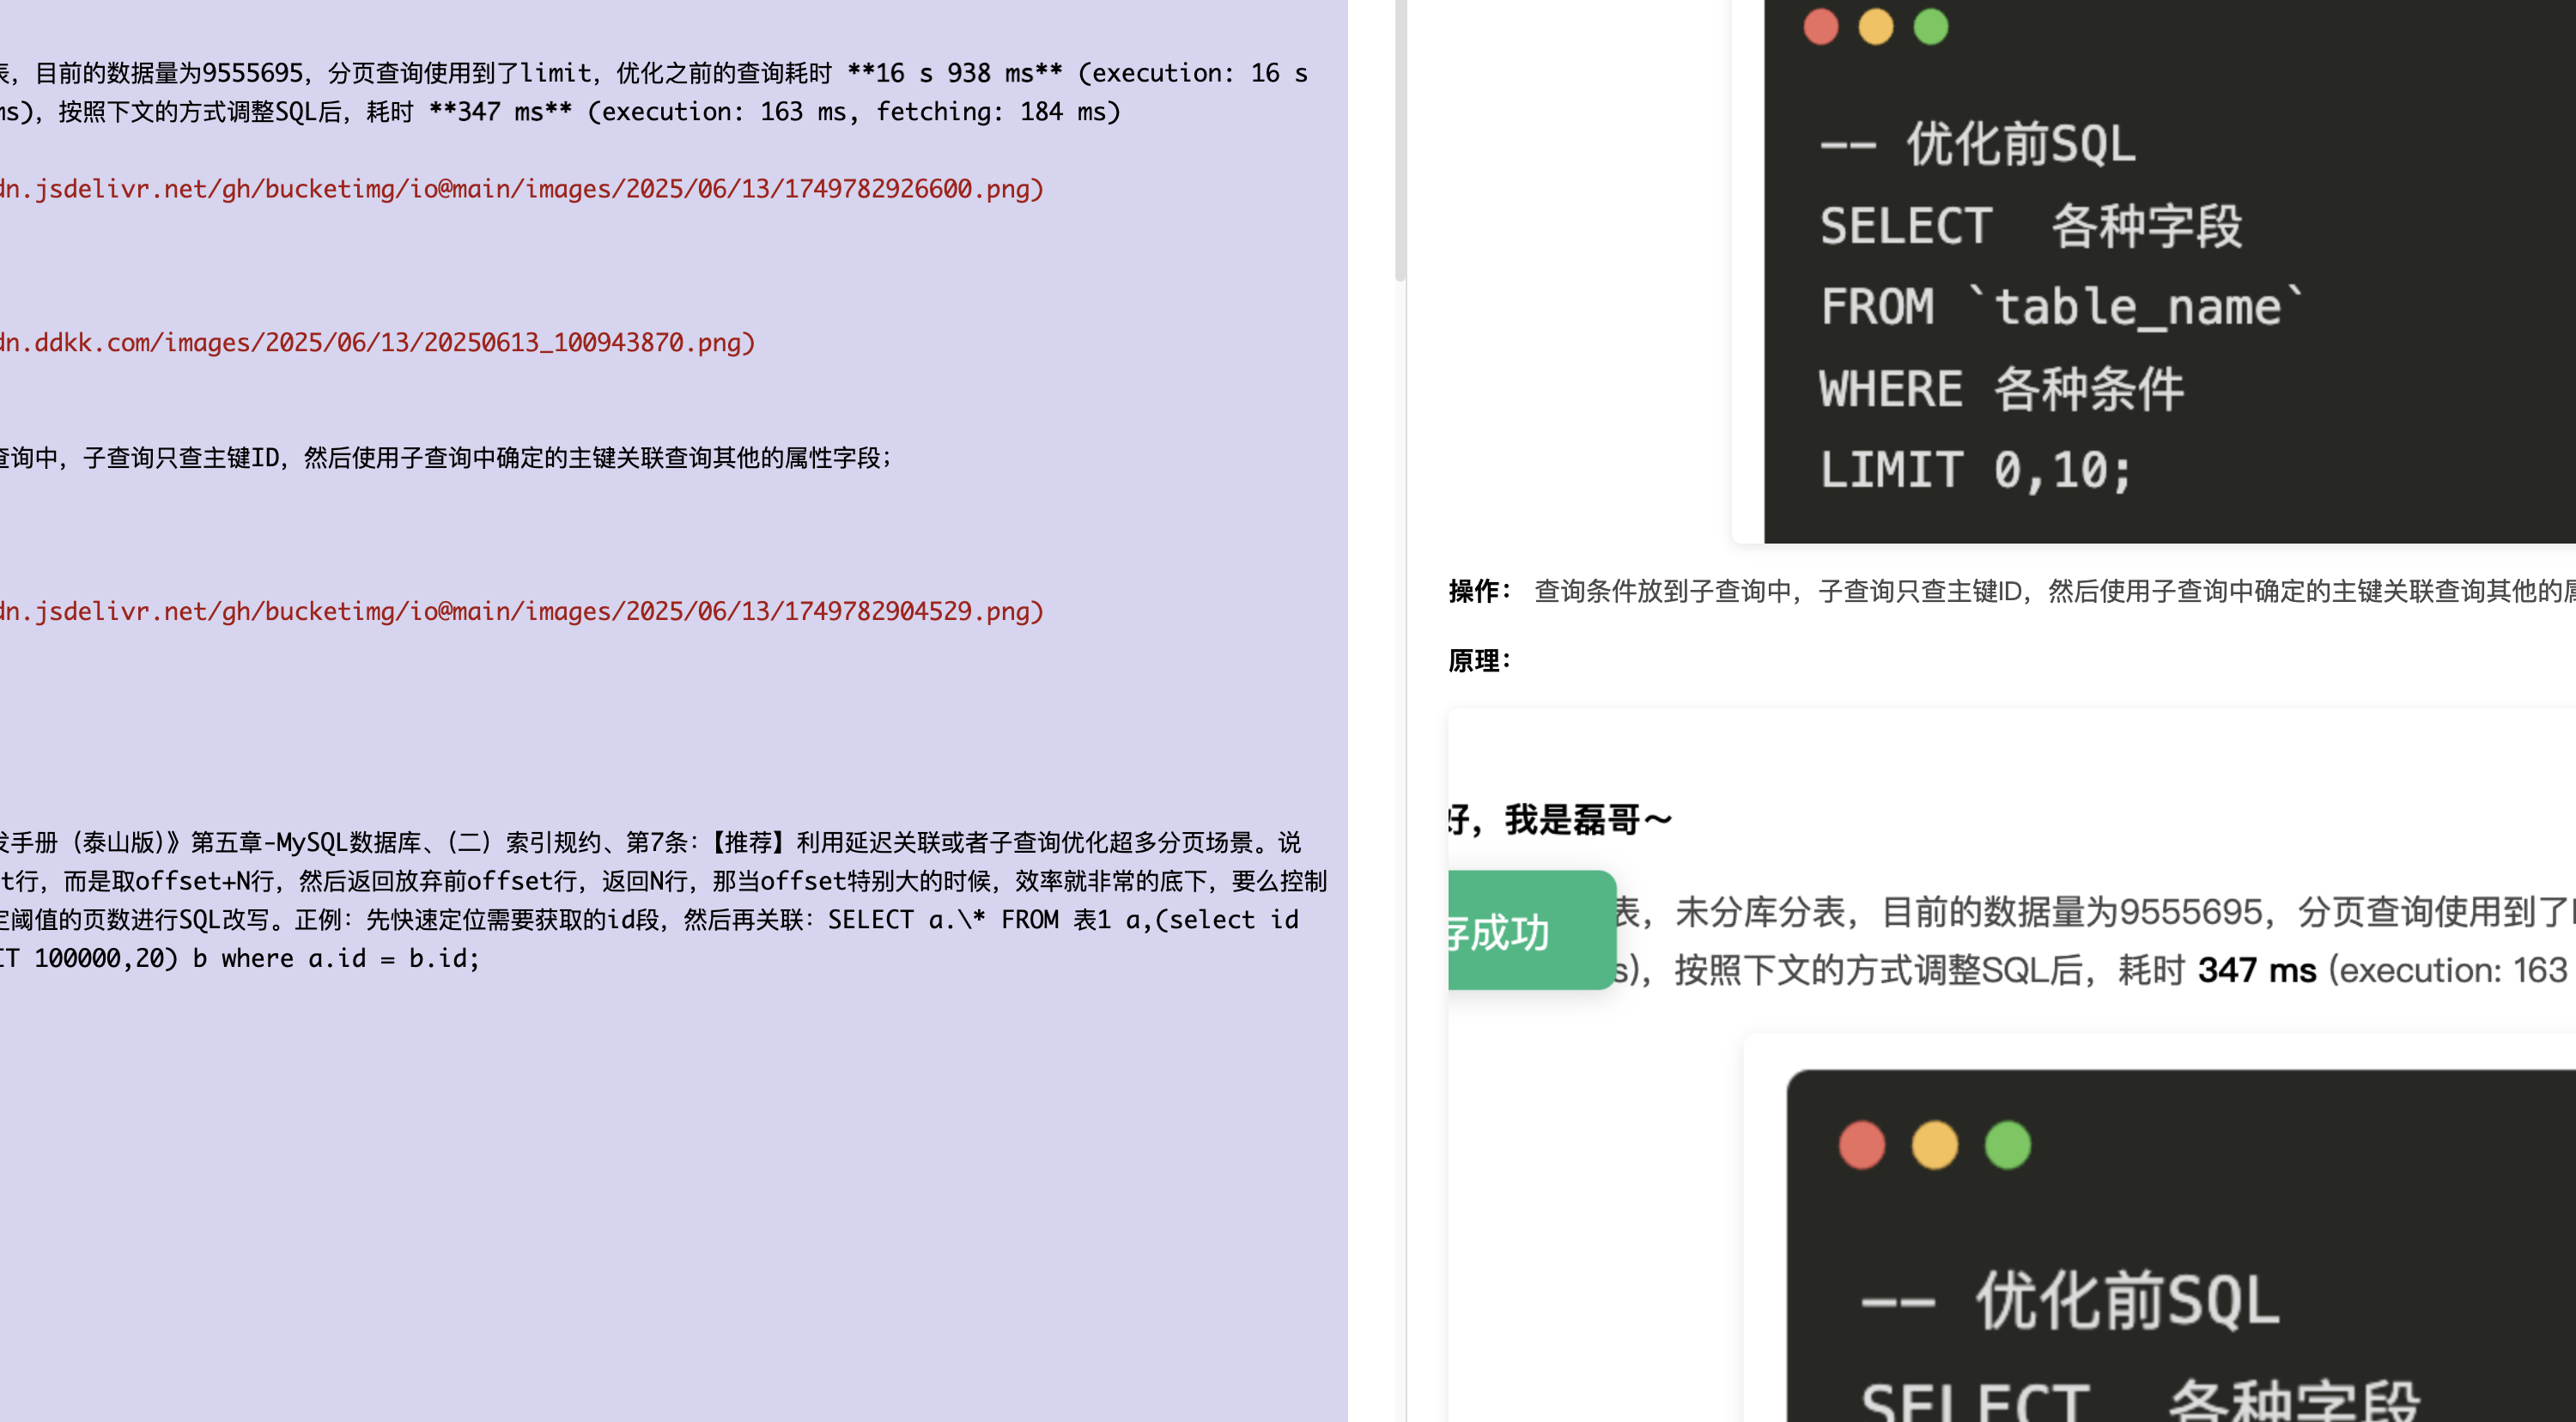 表，目前的数据量为9555695，分页查询使用到了limit，优化之前的查询耗时 **16 s 938 ms** (execution: 16 s
ms)，按照下文的方式调整SQL后，耗时 **347 ms** (execution: 163 ms, fetching: 184 ms)
dn.jsdelivr.net/gh/bucketimg/io@main/images/2025/06/13/1749782926600.png)
dn.ddkk.com/images/2025/06/13/20250613_100943870.png)
查询中，子查询只查主键ID，然后使用子查询中确定的主键关联查询其他的属性字段；
dn.jsdelivr.net/gh/bucketimg/io@main/images/2025/06/13/1749782904529.png)
发手册（泰山版）》第五章-MySQL数据库、（二）索引规约、第7条：【推荐】利用延迟关联或者子查询优化超多分页场景。说
t行，而是取offset+N行，然后返回放弃前offset行，返回N行，那当offset特别大的时候，效率就非常的底下，要么控制
定阈值的页数进行SQL改写。正例：先快速定位需要获取的id段，然后再关联：SELECT a.\* FROM 表1 a,(select id
IT 100000,20) b where a.id = b.id;
-- 优化前SQL
SELECT 各种字段
FROM `table_name`
WHERE 各种条件
LIMIT 0,10;
操作： 查询条件放到子查询中，子查询只查主键ID，然后使用子查询中确定的主键关联查询其他的属
原理：
好，我是磊哥～
存成功
表，未分库分表，目前的数据量为9555695，分页查询使用到了l
s)，按照下文的方式调整SQL后，耗时 347 ms (execution: 163
-- 优化前SQL
SELECT 各种字段